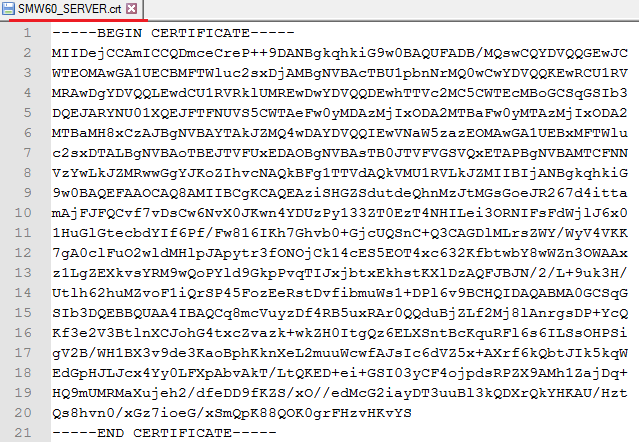 SMW60_SERVER.crt
1 -----BEGIN CERTIFICATE-----
2 MIIDejCCAmICCQDmceCreP++9DANBgkqhkiG9w0BAQUFADB/MQswCQYDVQQGEwJC
3 WTEOMAwGA1UECBMFTWluc2sxDjAMBgNVBAcTBU1pbnNrMQ0wCwYDVQQKEwRCU1RV
4 MRAwDgYDVQQLEwdCU1RVRklUMREwDwYDVQQDEwhTTVc2MC5CWTEcMBoGCSqGSIb3
5 DQEJARYNU01XQEJFTFNUVS5CWTAeFw0yMDAzMjIxODA2MTBaFw0yMTAzMjIxODA2
6 MTBaMH8xCzAJBgNVBAYTAkJZMQ4wDAYDVQQIEwVNaW5zazEOMAwGA1UEBxMFTWlu
7 c2sxDTALBgNVBAoTBEJTVFUxEDAOBgNVBAsTB0JTVFVGSVQxETAPBgNVBAMTCFNN
8 VzYwLkJZMRwwGgYJKoZIhvcNAQkBFg1TTVdAQkVMU1RVLkJZMIIBIjANBgkqhkiG
9 9w0BAQEFAAOCAQ8AMIIBCgKCAQEAziSHGZSdutdeQhnMzJtMGsGoeJR267d4itta
10 mAjFJFQCvf7vDsCw6NvX0JKwn4YDUzPy133ZT0EzT4NHILei3ORNIFsFdWjlJ6x0
11 1HuGlGtecbdYIf6Pf/Fw816IKh7Ghvb0+GjcUQSnC+Q3CAGDlMLrsZWY/WyV4VKK
12 7gA0clFuO2wldMHlpJApytr3fONOjCk14cES5EOT4xc632KfbtwbY8wWZn3OWAAx
13 z1LgZEXkvsYRM9wQoPYld9GkpPvqTIJxjbtxEkhstKXlDzAQFJBJN/2/L+9uk3H/
14 Utlh62huMZvoF1iQrSP45FozEeRstDvfibmuWs1+DPl6v9BCHQIDAQABMA0GCSqG
15 SIb3DQEBBQUAA4IBAQCq8mcVuyzDf4RB5uxRAr0QQduBjZLf2Mj8lAnrgsDP+YcQ
16 Kf3e2V3BtlnXCJohG4txcZvazk+wkZH0ItgQz6ELXSntBcKquRFl6s6ILSsOHPSi
17 gV2B/WH1BX3v9de3KaoBphKknXeL2muuWcwfAJsIc6dVZ5x+AXrf6kQbtJIk5kqW
18 EdGpHJLJcx4Yy0LFXpAbvAkT/LtQKED+ei+GSI03yCF4ojpdsRPZX9AMh1ZajDq+
19 HQ9mUMRMaXujeh2/dfeDD9fKZS/xO//edMcG2iayDT3uuBl3kQDXrQkYHKAU/Hzt
20 Qs8hvn0/xGz7ioeG/xSmQpK88QOK0grFHzvHKvYS
21 -----END CERTIFICATE-----